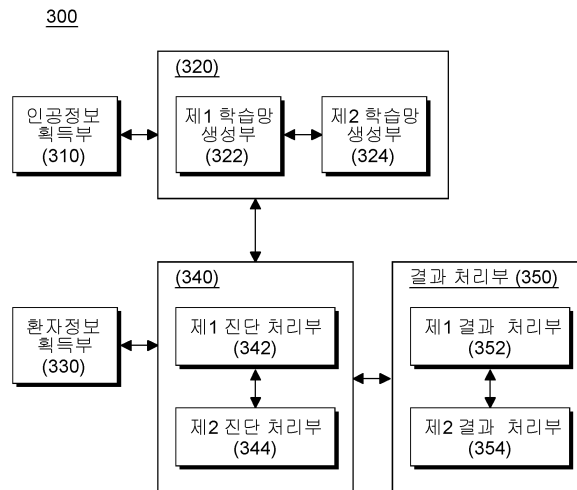 300
(320)
인공정보
획득부
(310)
제1 학습망
생성부
(322)
제2 학습망
생성부
(324)
(340)
결과 처리부 (350)
환자정보
획득부
(330)
제1 진단 처리부
(342)
제2 진단 처리부
(344)
제1 결과 처리부
(352)
제2 결과 처리부
(354)